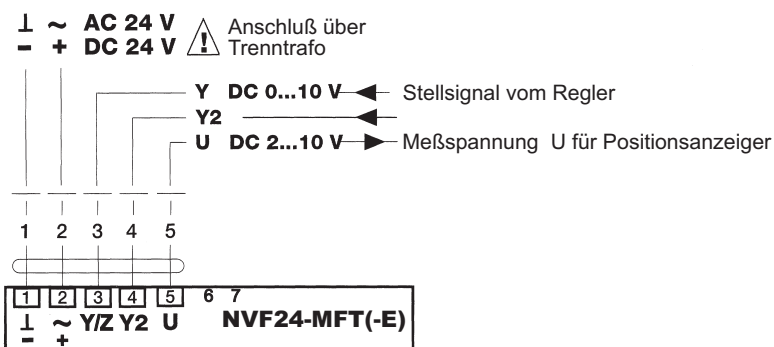 ⊥ ~ AC 24 V
– + DC 24 V
Anschluß über
Trenntrafo
Y DC 0...10 V Stellsignal vom Regler
Y2
U DC 2...10 V Meßspannung U für Positionsanzeiger
1 2 3 4 5
1 2 3 4 5 6 7
⊥ ~ Y/Z Y2 U NVF24-MFT(-E)
– +